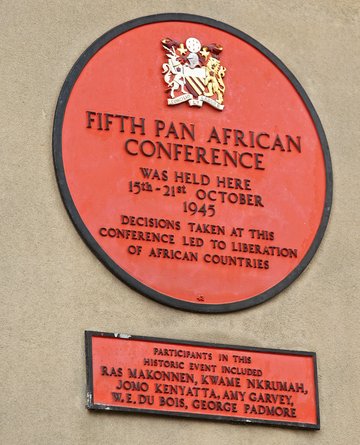 FIFTH PAN AFRICAN
CONFERENCE
WAS HELD HERE
15th-21st OCTOBER
1945
DECISIONS TAKEN AT THIS
CONFERENCE LED TO LIBERATION
OF AFRICAN COUNTRIES
PARTICIPANTS IN THIS
HISTORIC EVENT INCLUDED
RAS MAKONNEN, KWAME NKRUMAH,
JOMO KENYATTA, AMY GARVEY,
W.E. DU BOIS, GEORGE PADMORE